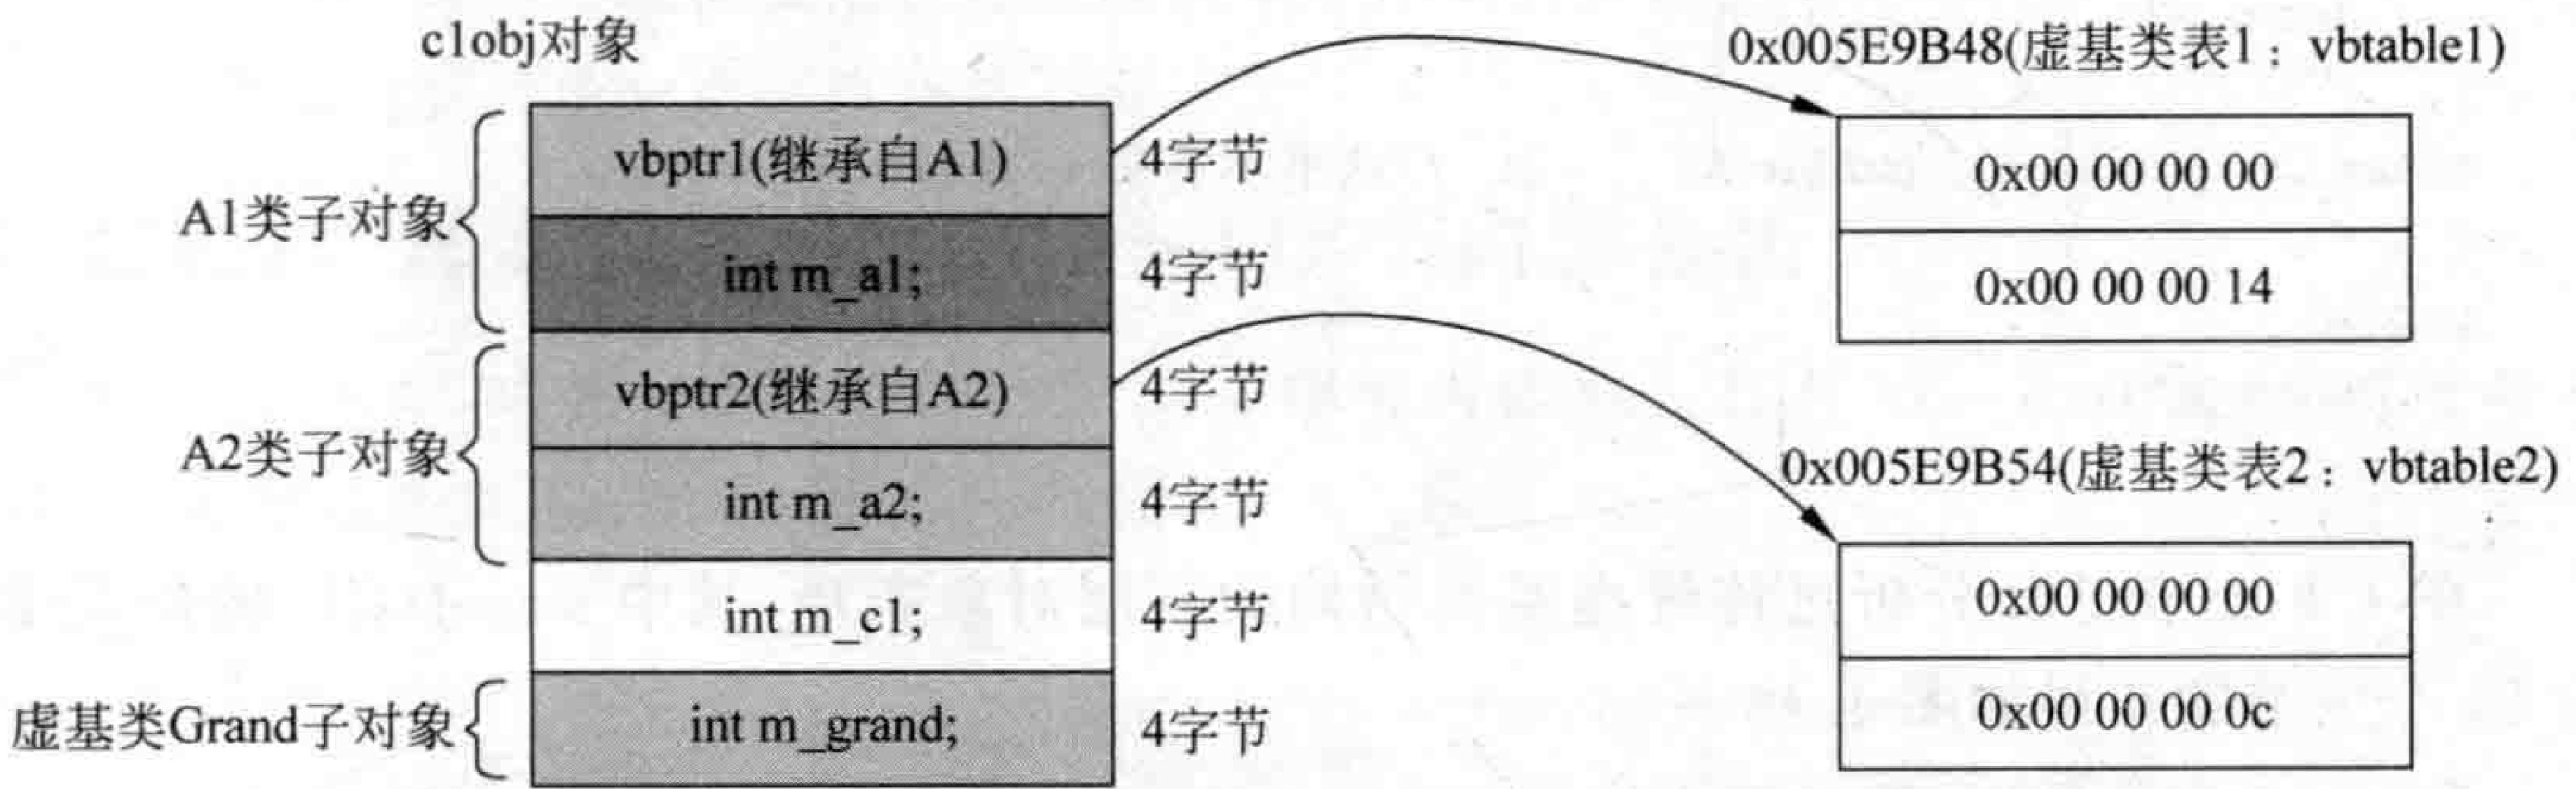 c1obj对象
0x005E9B48(虚基类表1：vbtable1)
A1类子对象
vbptr1(继承自A1)
4字节
0x00 00 00 00
int m_a1;
4字节
0x00 00 00 14
A2类子对象
vbptr2(继承自A2)
4字节
0x005E9B54(虚基类表2：vbtable2)
int m_a2;
4字节
0x00 00 00 00
int m_c1;
4字节
虚基类Grand子对象
int m_grand;
4字节
0x00 00 00 0c